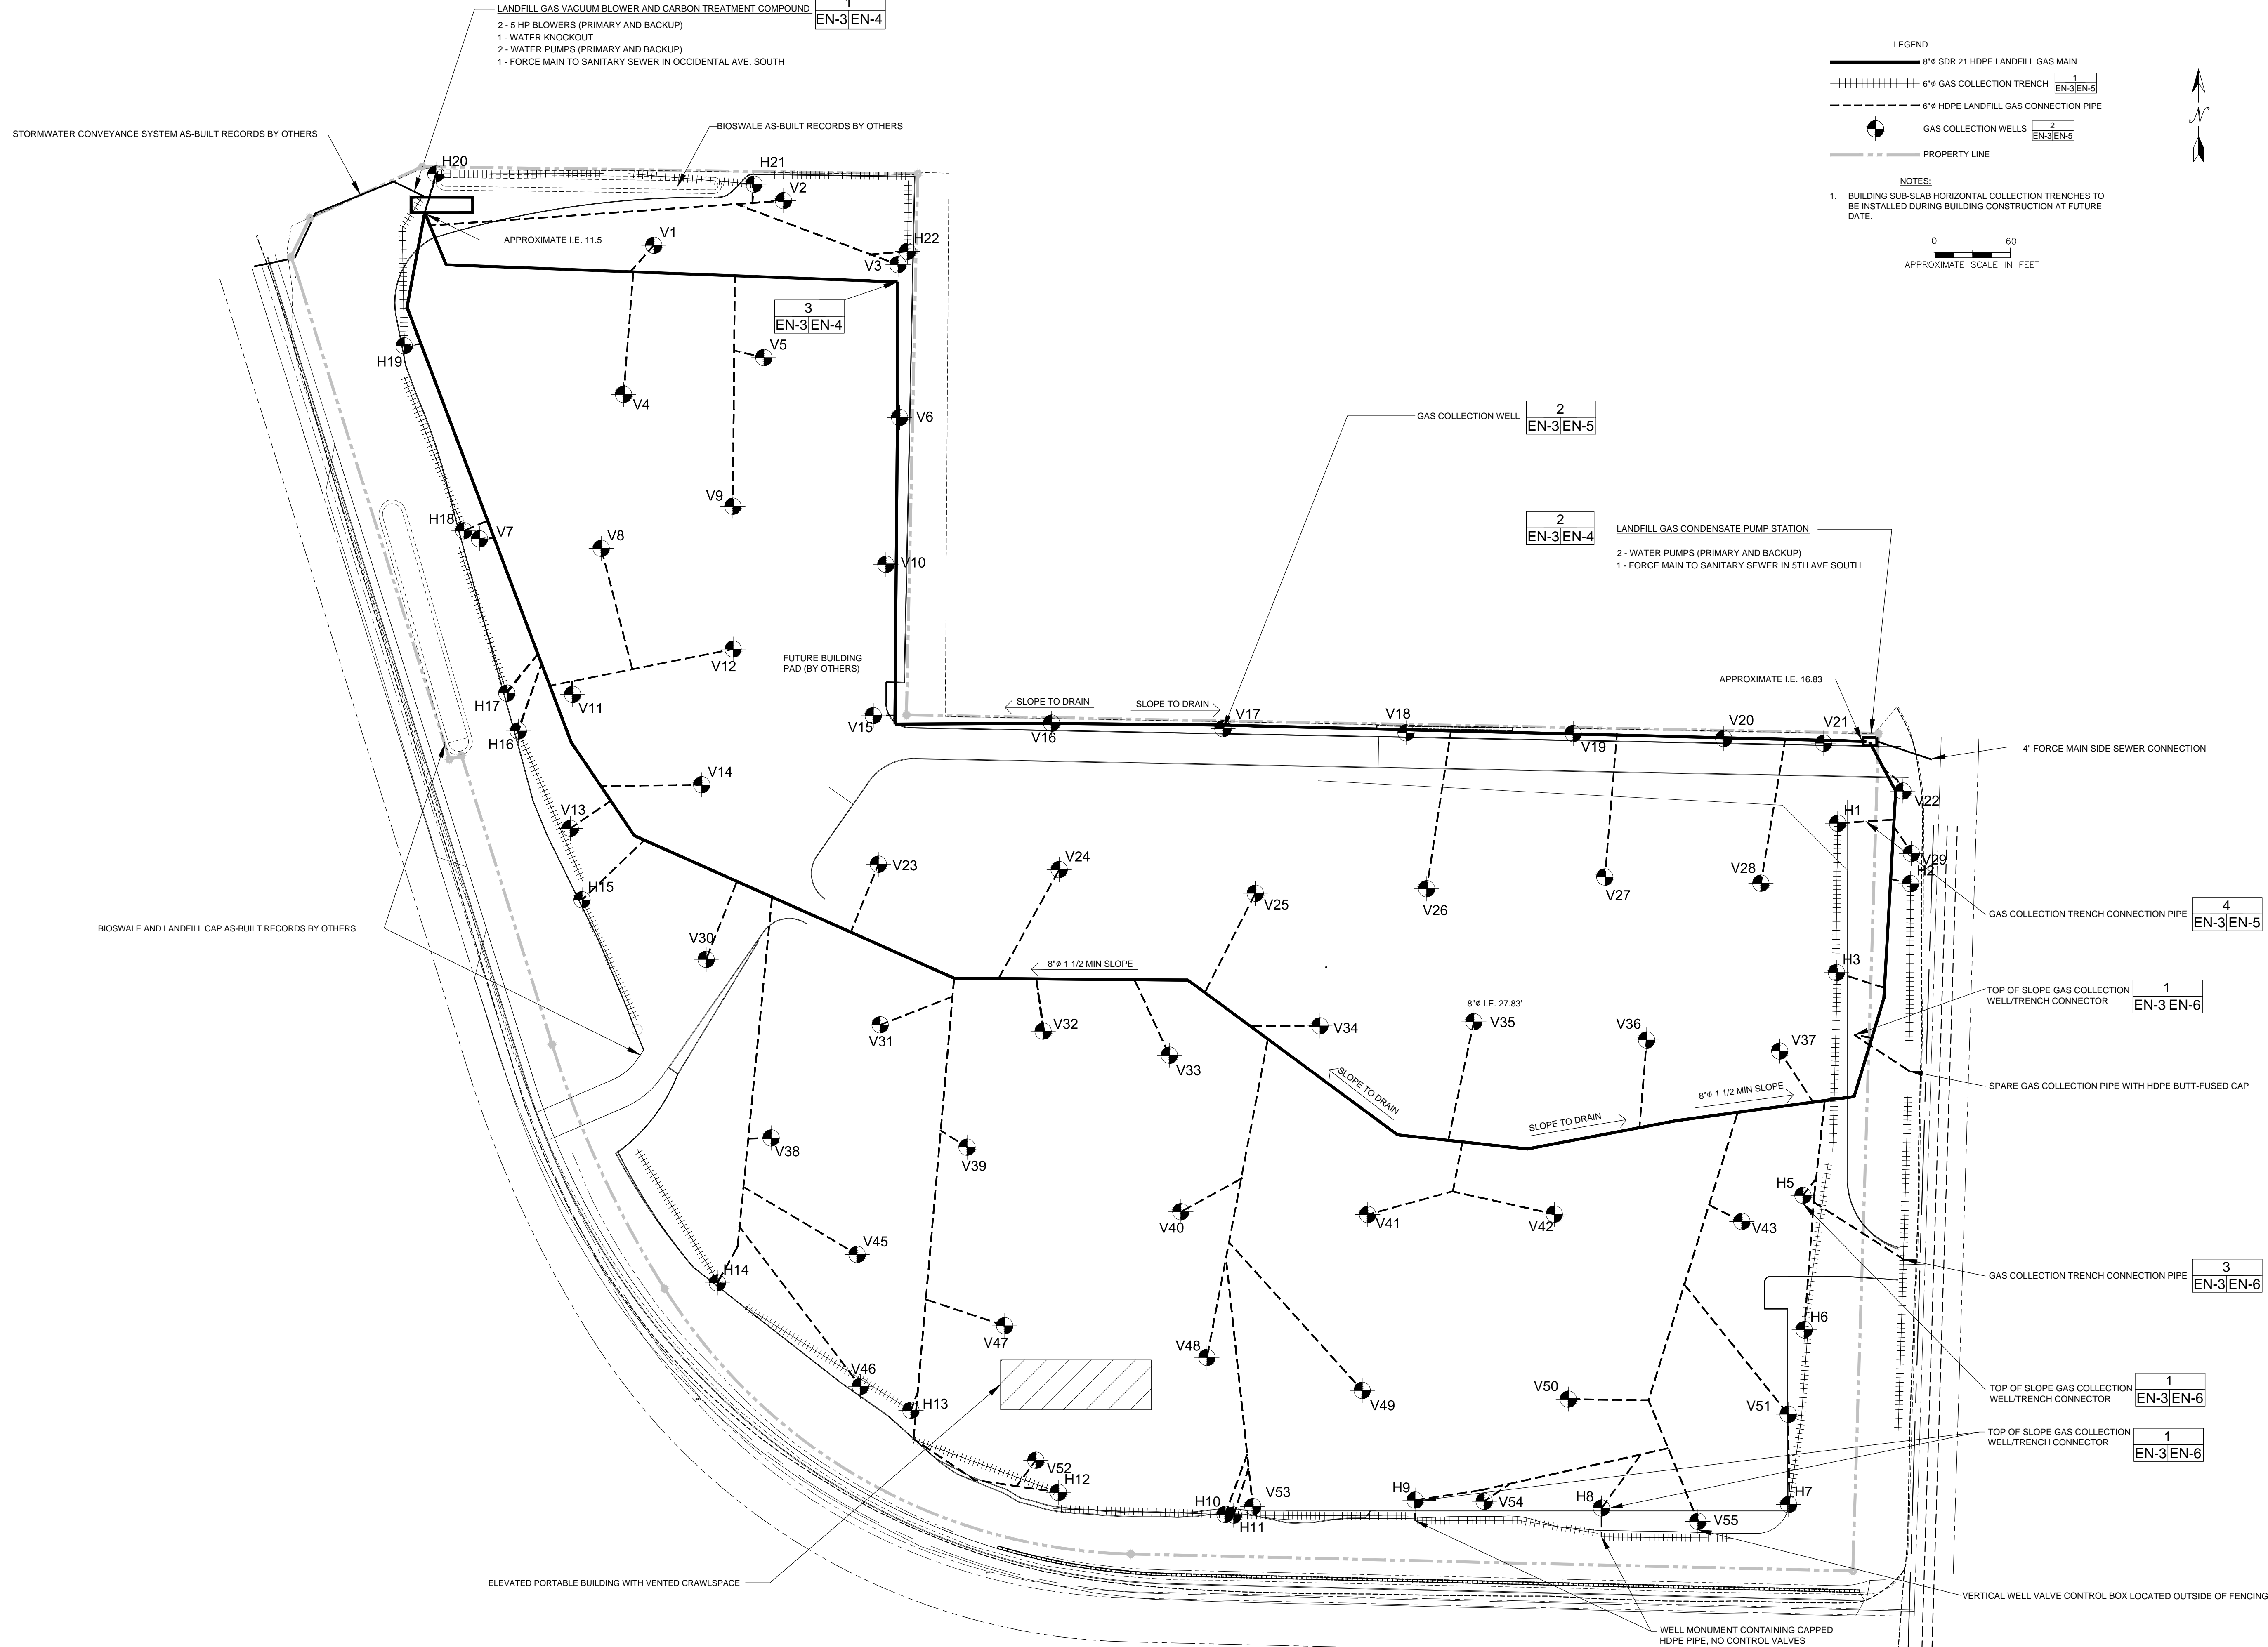 LANDFILL GAS VACUUM BLOWER AND CARBON TREATMENT COMPOUND
1
EN-3 EN-4
2 - 5 HP BLOWERS (PRIMARY AND BACKUP)
1 - WATER KNOCKOUT
2 - WATER PUMPS (PRIMARY AND BACKUP)
1 - FORCE MAIN TO SANITARY SEWER IN OCCIDENTAL AVE. SOUTH
LEGEND
8"ø SDR 21 HDPE LANDFILL GAS MAIN
6"ø GAS COLLECTION TRENCH
1
EN-3 EN-5
6"ø HDPE LANDFILL GAS CONNECTION PIPE
GAS COLLECTION WELLS
2
EN-3 EN-5
PROPERTY LINE
N
NOTES:
1. BUILDING SUB-SLAB HORIZONTAL COLLECTION TRENCHES TO
BE INSTALLED DURING BUILDING CONSTRUCTION AT FUTURE
DATE.
0 60
APPROXIMATE SCALE IN FEET
STORMWATER CONVEYANCE SYSTEM AS-BUILT RECORDS BY OTHERS
BIOSWALE AS-BUILT RECORDS BY OTHERS
H20
H21
V2
APPROXIMATE I.E. 11.5
V1
H22
V3
3
EN-3 EN-4
H19
V5
V4
V6
GAS COLLECTION WELL
2
EN-3 EN-5
V9
H18
V7
V8
V10
2
EN-3 EN-4
LANDFILL GAS CONDENSATE PUMP STATION
2 - WATER PUMPS (PRIMARY AND BACKUP)
1 - FORCE MAIN TO SANITARY SEWER IN 5TH AVE SOUTH
V12
FUTURE BUILDING
PAD (BY OTHERS)
H17
V11
APPROXIMATE I.E. 16.83
SLOPE TO DRAIN
SLOPE TO DRAIN
V15
V16
V17
V18
V19
V20
V21
H16
4" FORCE MAIN SIDE SEWER CONNECTION
V14
V13
V22
H1
V23
V24
V25
V26
V27
V28
V29
H2
H15
GAS COLLECTION TRENCH CONNECTION PIPE
4
EN-3 EN-5
BIOSWALE AND LANDFILL CAP AS-BUILT RECORDS BY OTHERS
V30
8"ø 1 1/2 MIN SLOPE
H3
TOP OF SLOPE GAS COLLECTION
WELL/TRENCH CONNECTOR
1
EN-3 EN-6
8"ø I.E. 27.83'
V31
V32
V33
V34
V35
V36
V37
SLOPE TO DRAIN
8"ø 1 1/2 MIN SLOPE
SLOPE TO DRAIN
SPARE GAS COLLECTION PIPE WITH HDPE BUTT-FUSED CAP
V38
V39
H5
V40
V41
V42
V43
V45
H14
GAS COLLECTION TRENCH CONNECTION PIPE
3
EN-3 EN-6
V47
H6
V48
V46
V49
V50
V51
H13
TOP OF SLOPE GAS COLLECTION
WELL/TRENCH CONNECTOR
1
EN-3 EN-6
TOP OF SLOPE GAS COLLECTION
WELL/TRENCH CONNECTOR
1
EN-3 EN-6
V52
H12
H10
H11
V53
H9
V54
H8
V55
H7
ELEVATED PORTABLE BUILDING WITH VENTED CRAWLSPACE
VERTICAL WELL VALVE CONTROL BOX LOCATED OUTSIDE OF FENCING
WELL MONUMENT CONTAINING CAPPED
HDPE PIPE, NO CONTROL VALVES